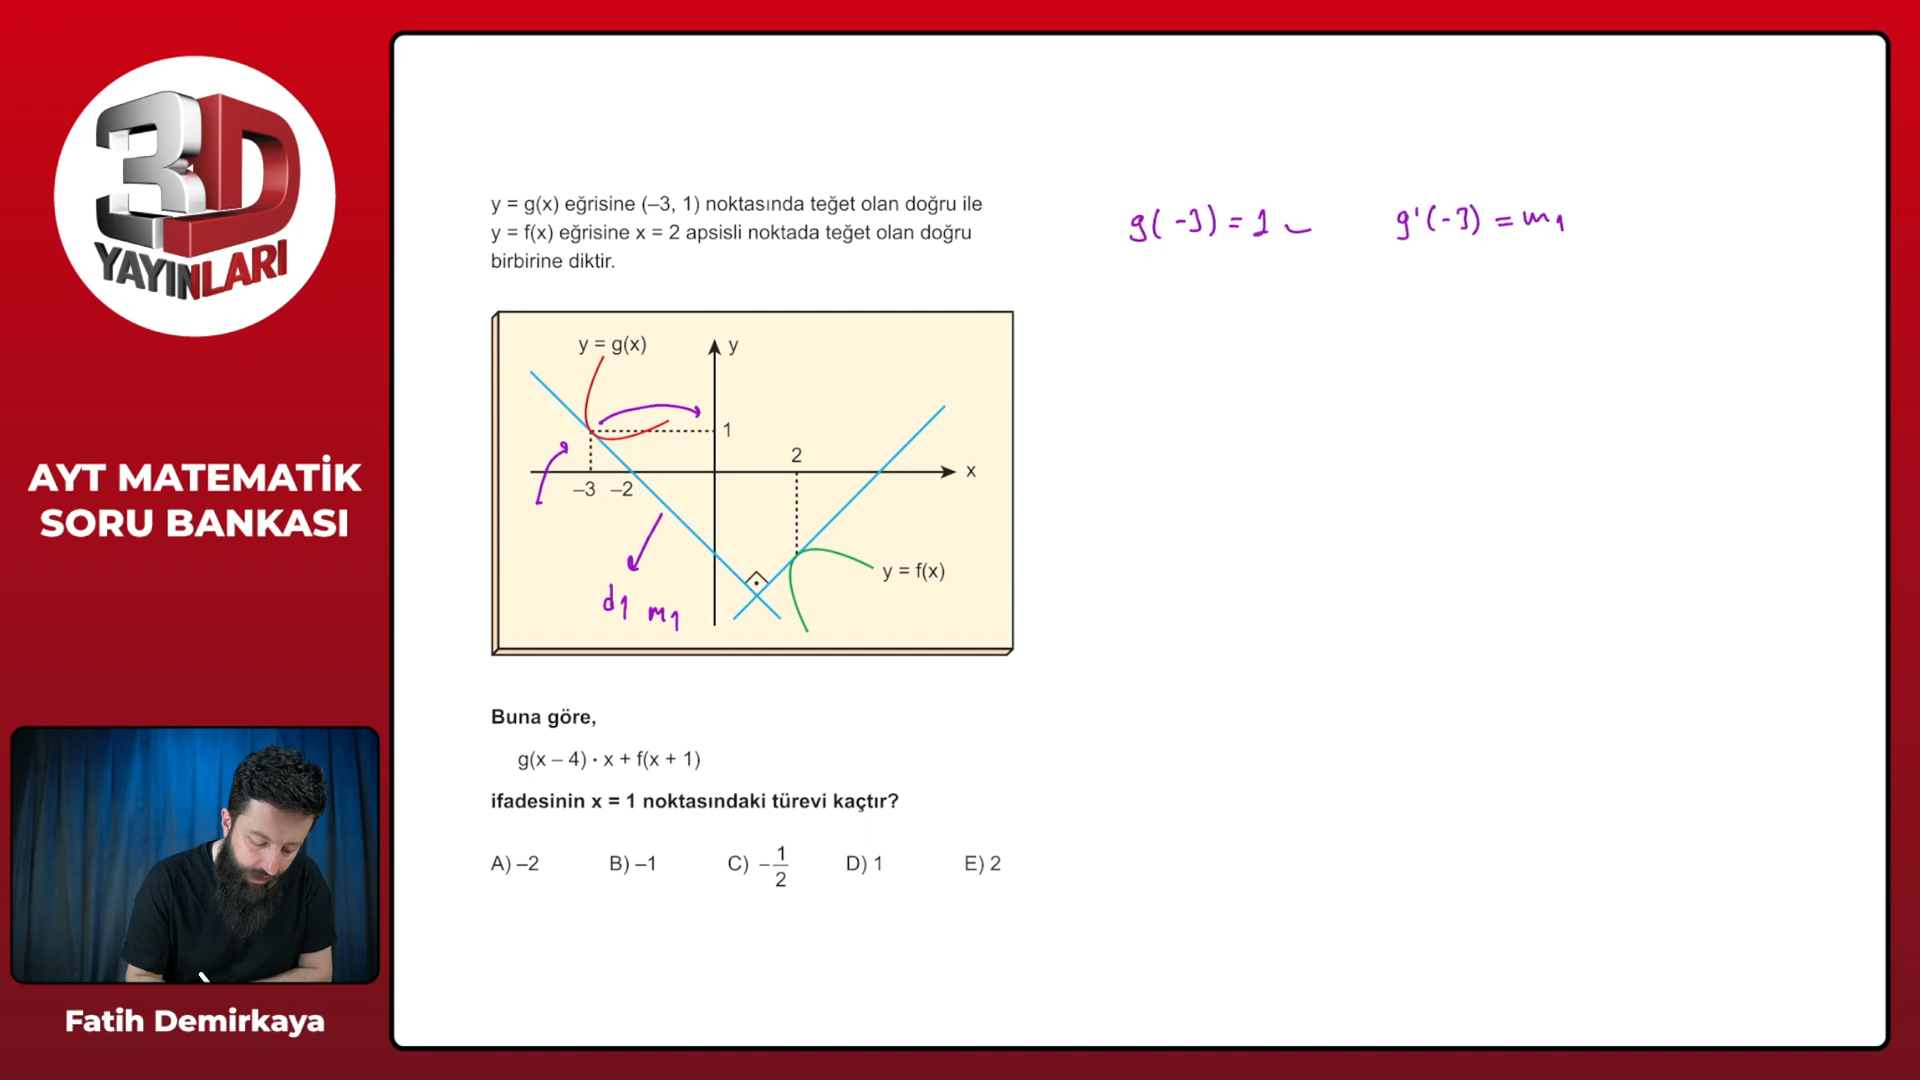 3D
YAYINLARI
AYT MATEMATİK
SORU BANKASI
Fatih Demirkaya
y = g(x) eğrisine (–3, 1) noktasında teğet olan doğru ile
y = f(x) eğrisine x = 2 apsisli noktada teğet olan doğru
birbirine diktir.
g(-3) = 1 g'(-3) = m1
y = g(x)
y
1
2
x
–3 –2
y = f(x)
d1 m1
Buna göre,
g(x – 4) · x + f(x + 1)
ifadesinin x = 1 noktasındaki türevi kaçtır?
A) –2 B) –1 C) –1/2 D) 1 E) 2